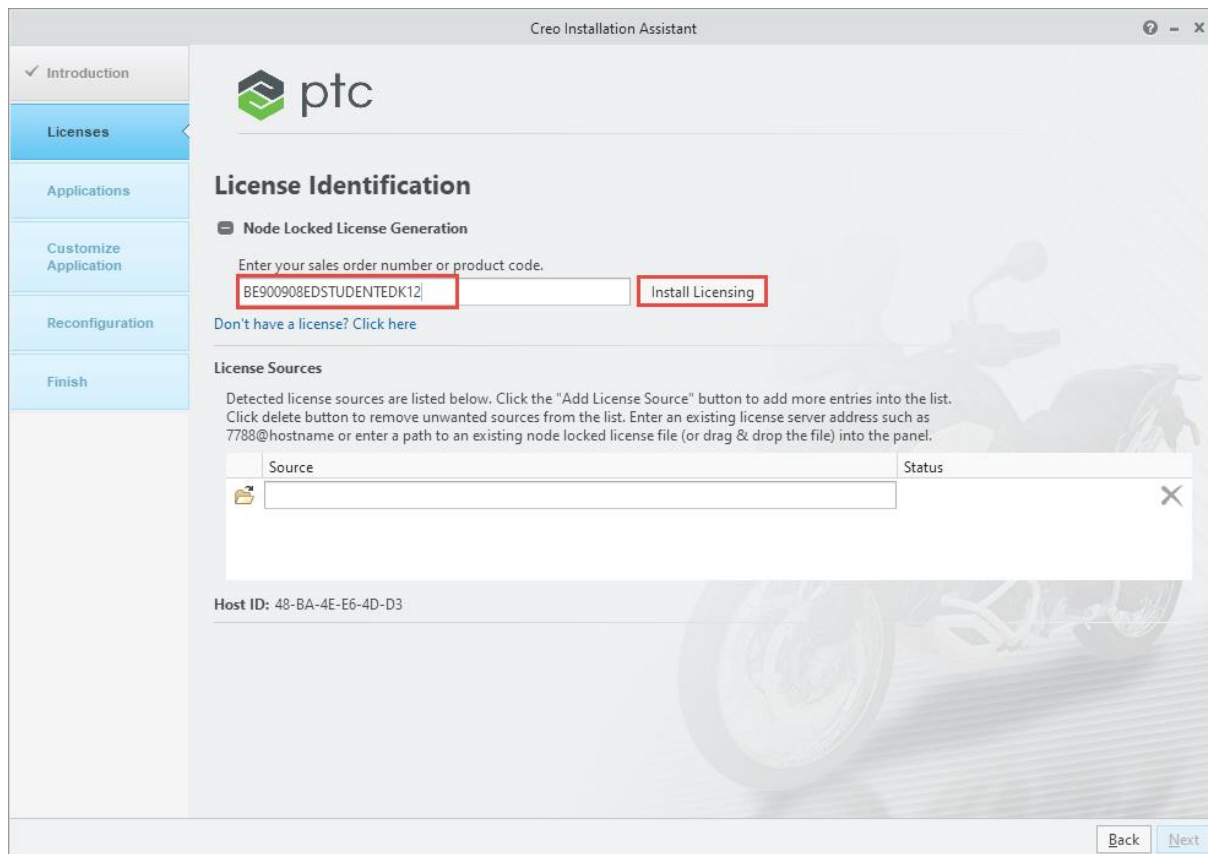 Creo Installation Assistant
Introduction
Licenses
Applications
Customize
Application
Reconfiguration
Finish
ptc
License Identification
Node Locked License Generation
Enter your sales order number or product code.
BE900908EDSTUDENTEDK12
Install Licensing
Don't have a license? Click here
License Sources
Detected license sources are listed below. Click the "Add License Source" button to add more entries into the list.
Click delete button to remove unwanted sources from the list. Enter an existing license server address such as
7788@hostname or enter a path to an existing node locked license file (or drag & drop the file) into the panel.
Source Status
Host ID: 48-BA-4E-E6-4D-D3
Back Next